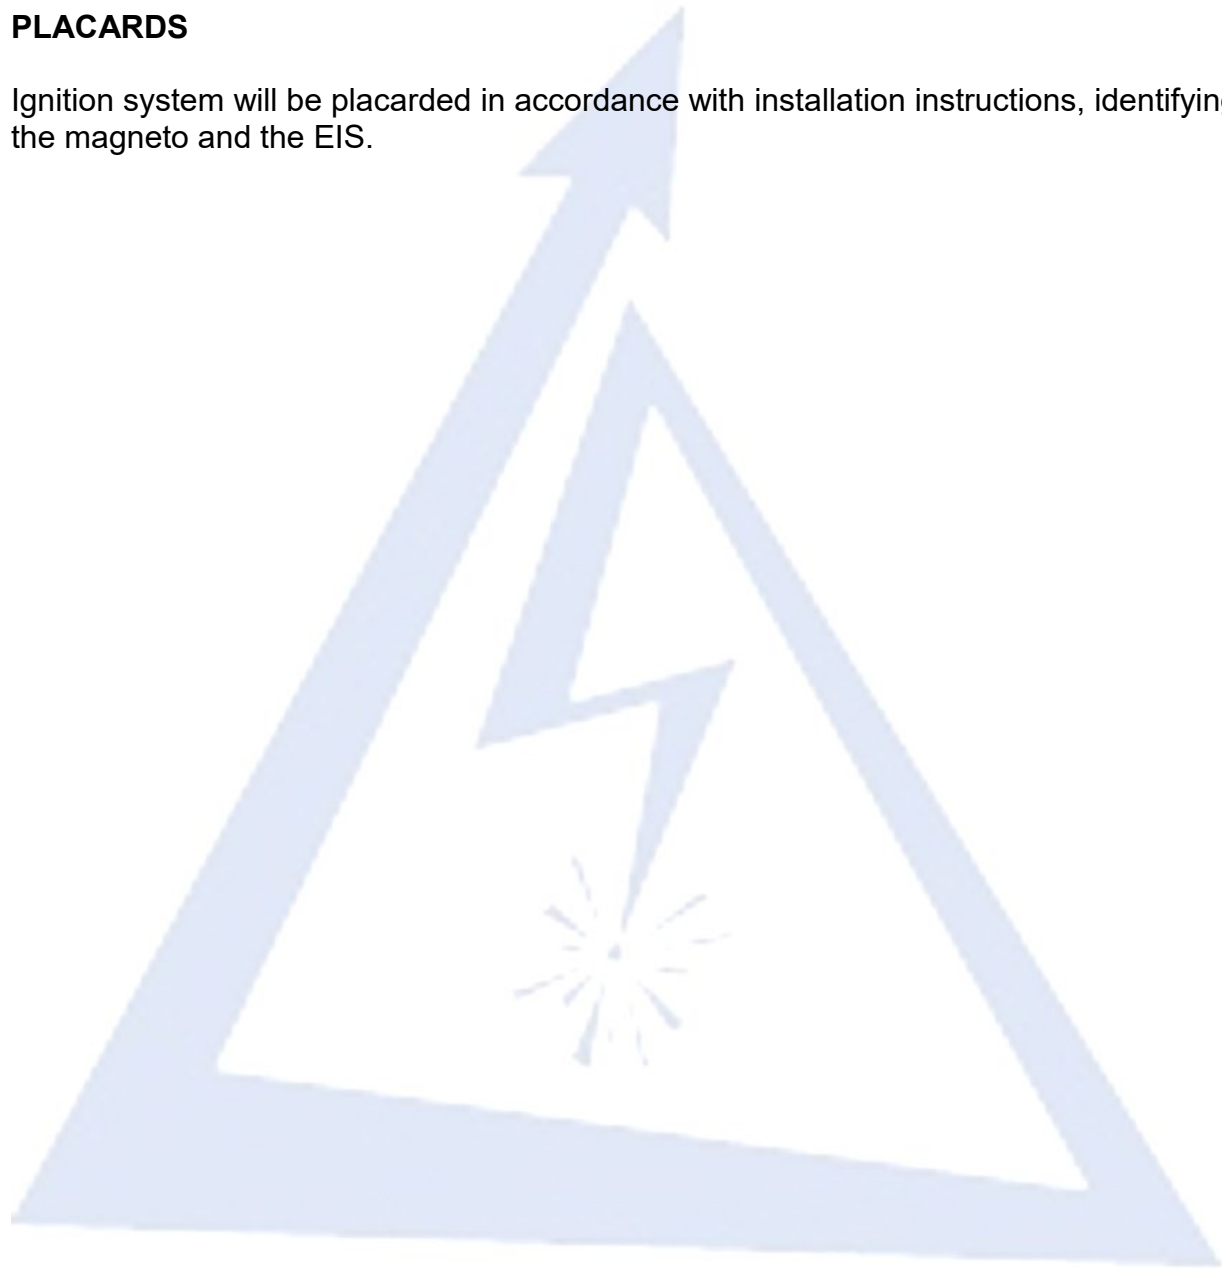 PLACARDS
Ignition system will be placarded in accordance with installation instructions, identifying
the magneto and the EIS.